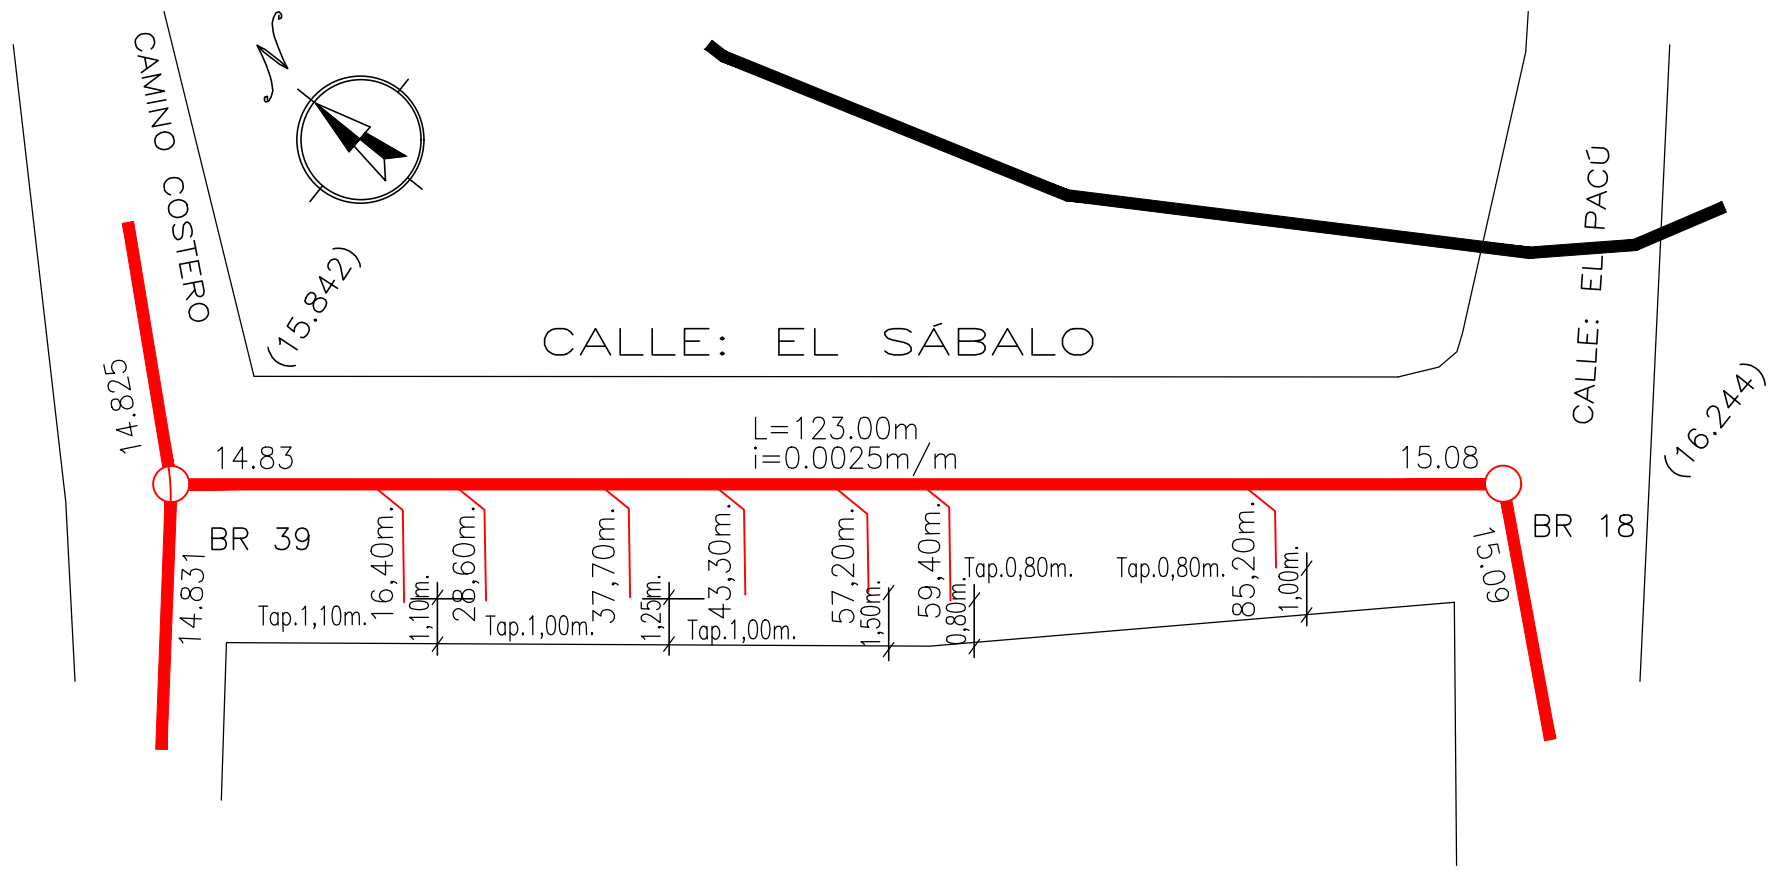 N
CAMINO COSTERO
(15.842)
CALLE: EL SÁBALO
CALLE: EL PACÚ
(16.244)
14.825
14.83
L=123.00m
i=0.0025m/m
15.08
BR 39
BR 18
14.831
15.09
16,40m.
28,60m.
37,70m.
43,30m.
57,20m.
59,40m.
85,20m.
Tap.1,10m.
1,10m.
Tap.1,00m.
1,25m.
Tap.1,00m.
1,50m.
0,80m.
Tap.0,80m.
Tap.0,80m.
1,00m.